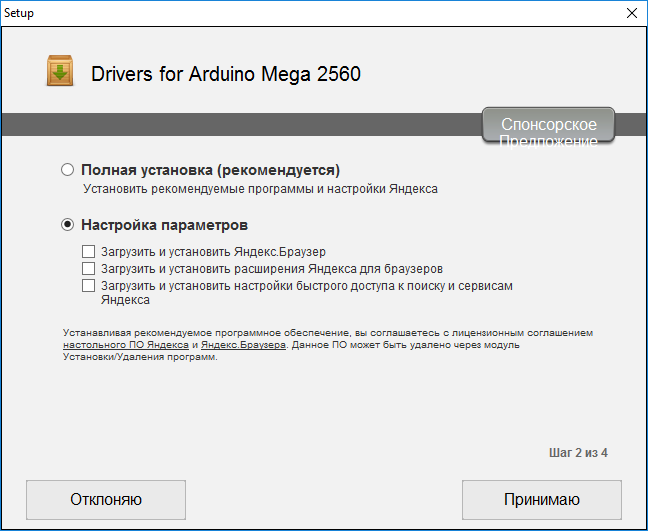 Setup
Drivers for Arduino Mega 2560
Спонсорское
Предложение
Полная установка (рекомендуется)
Установить рекомендуемые программы и настройки Яндекса
Настройка параметров
Загрузить и установить Яндекс.Браузер
Загрузить и установить расширения Яндекса для браузеров
Загрузить и установить настройки быстрого доступа к поиску и сервисам
Яндекса
Устанавливая рекомендуемое программное обеспечение, вы соглашаетесь с лицензионным соглашением
настольного ПО Яндекса и Яндекс.Браузера. Данное ПО может быть удалено через модуль
Установки/Удаления программ.
Шаг 2 из 4
Отклоняю
Принимаю